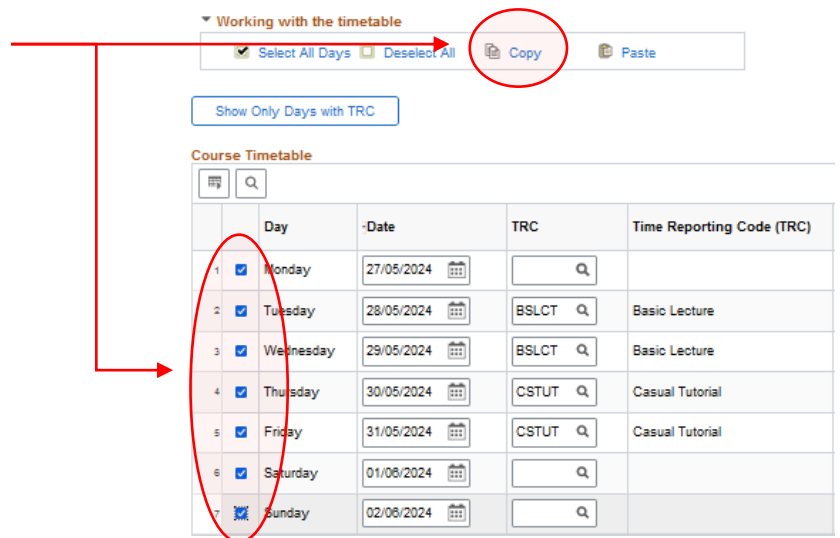 Working with the timetable
Select All Days Deselect All Copy Paste
Show Only Days with TRC
Course Timetable
Day -Date TRC Time Reporting Code (TRC)
1 Monday 27/05/2024
2 Tuesday 28/05/2024 BSLCT Basic Lecture
3 Wednesday 29/05/2024 BSLCT Basic Lecture
4 Thursday 30/05/2024 CSTUT Casual Tutorial
5 Friday 31/05/2024 CSTUT Casual Tutorial
6 Saturday 01/06/2024
7 Sunday 02/06/2024